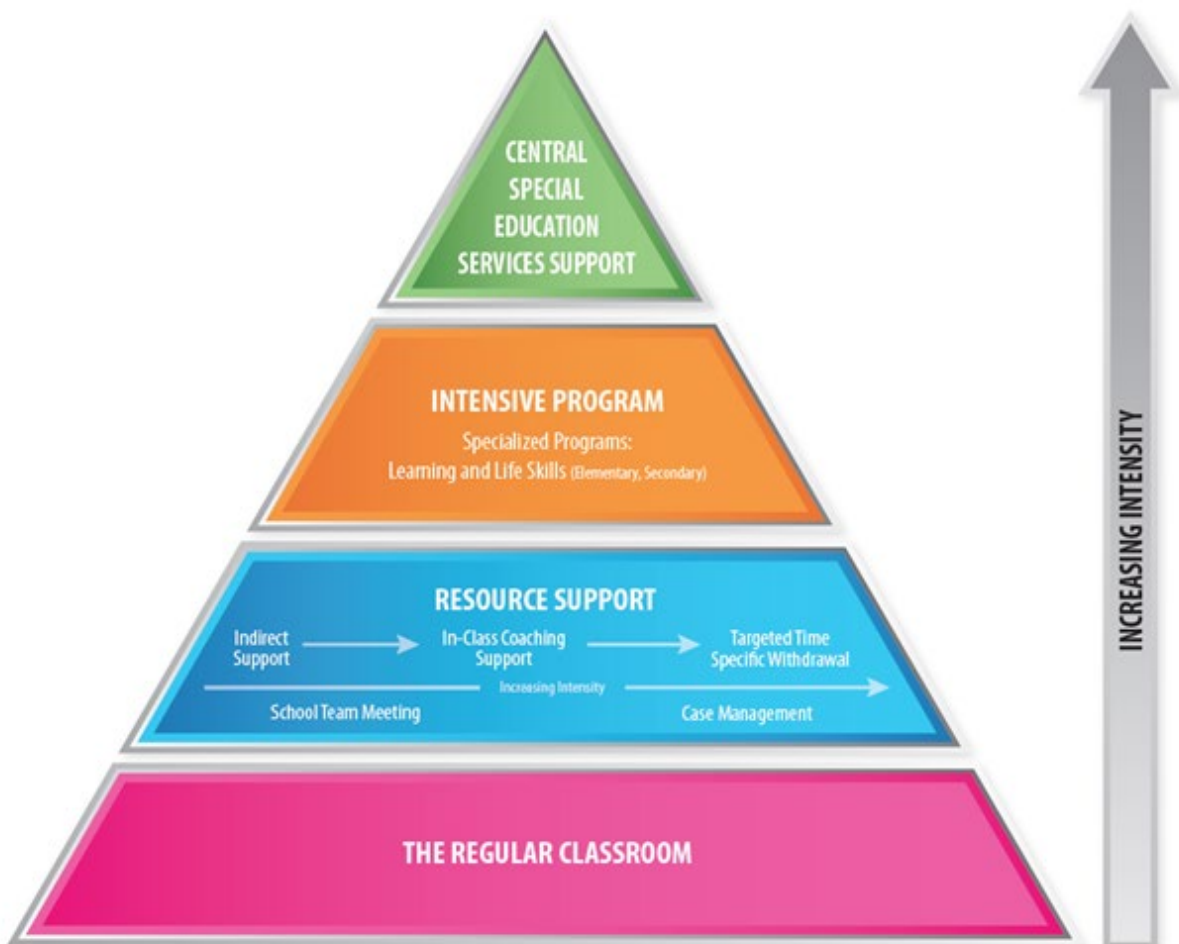 CENTRAL
SPECIAL
EDUCATION
SERVICES SUPPORT
INTENSIVE PROGRAM
Specialized Programs:
Learning and Life Skills (Elementary, Secondary)
RESOURCE SUPPORT
Indirect
Support
In-Class Coaching
Support
Targeted Time
Specific Withdrawal
Increasing Intensity
School Team Meeting
Case Management
THE REGULAR CLASSROOM
INCREASING INTENSITY